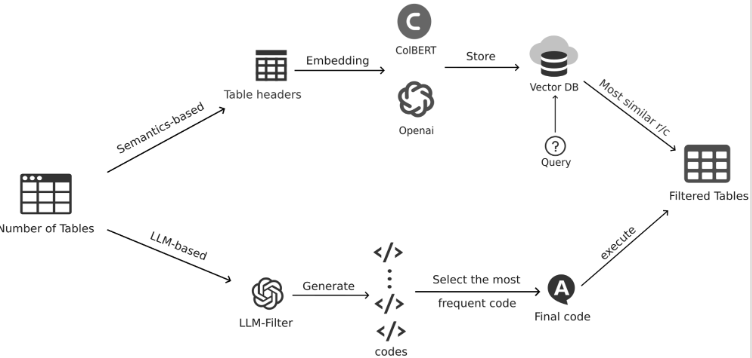 ColBERT
Embedding
Store
Table headers
Openai
Vector DB
Most similar r/c
Semantics-based
Query
Filtered Tables
Number of Tables
LLM-based
execute
Generate
Select the most
frequent code
LLM-Filter
Final code
codes